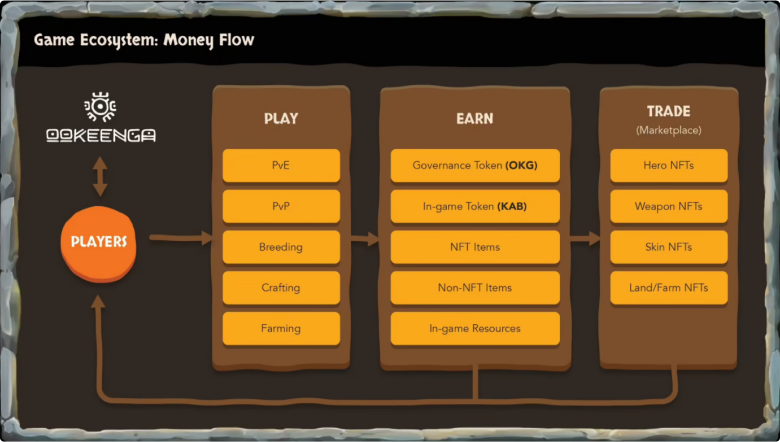 Game Ecosystem: Money Flow
OOKEENGA
PLAYERS
PLAY
PvE
PvP
Breeding
Crafting
Farming
EARN
Governance Token (OKG)
In-game Token (KAB)
NFT Items
Non-NFT Items
In-game Resources
TRADE
(Marketplace)
Hero NFTs
Weapon NFTs
Skin NFTs
Land/Farm NFTs